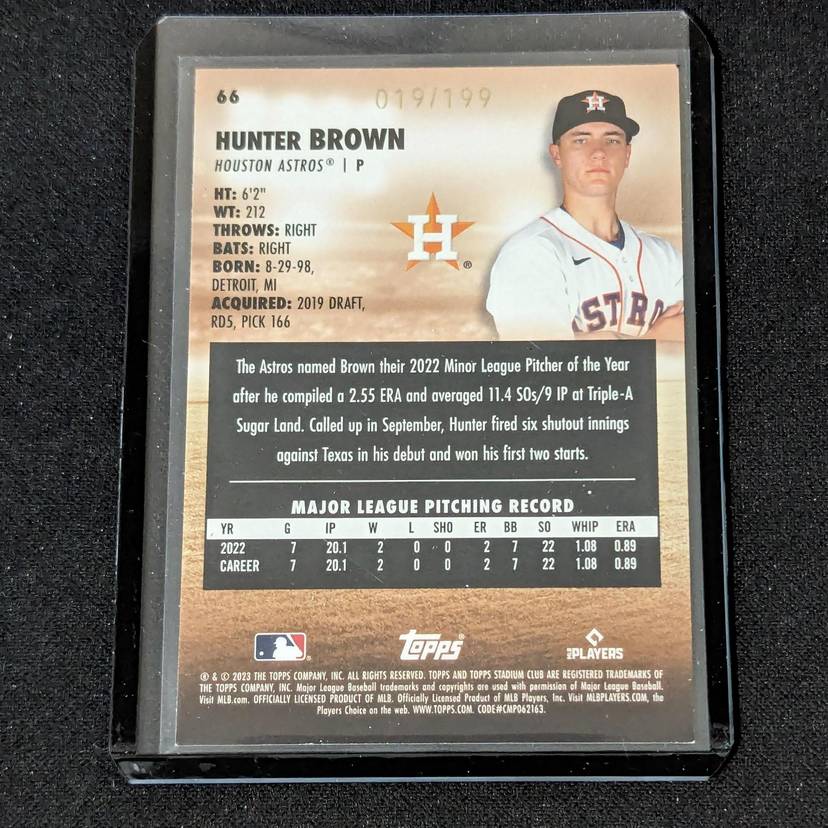 66
019/199
HUNTER BROWN
HOUSTON ASTROS® | P
HT: 6'2"
WT: 212
THROWS: RIGHT
BATS: RIGHT
BORN: 8-29-98,
DETROIT, MI
ACQUIRED: 2019 DRAFT,
RD5, PICK 166
H ®
H
ASTRO
The Astros named Brown their 2022 Minor League Pitcher of the Year
after he compiled a 2.55 ERA and averaged 11.4 SOs/9 IP at Triple-A
Sugar Land. Called up in September, Hunter fired six shutout innings
against Texas in his debut and won his first two starts.
MAJOR LEAGUE PITCHING RECORD
YR G IP W L SHO ER BB SO WHIP ERA
2022 7 20.1 2 0 0 2 7 22 1.08 0.89
CAREER 7 20.1 2 0 0 2 7 22 1.08 0.89
topps® MLB PLAYERS
® & © 2023 THE TOPPS COMPANY, INC. ALL RIGHTS RESERVED. TOPPS AND TOPPS STADIUM CLUB ARE REGISTERED TRADEMARKS OF
THE TOPPS COMPANY, INC. Major League Baseball trademarks and copyrights are used with permission of Major League Baseball.
Visit MLB.com. OFFICIALLY LICENSED PRODUCT OF MLB. Officially Licensed Product of MLB Players, Inc. Visit MLBPLAYERS.com, the
Players Choice on the web. WWW.TOPPS.COM. CODE#CMP062163.